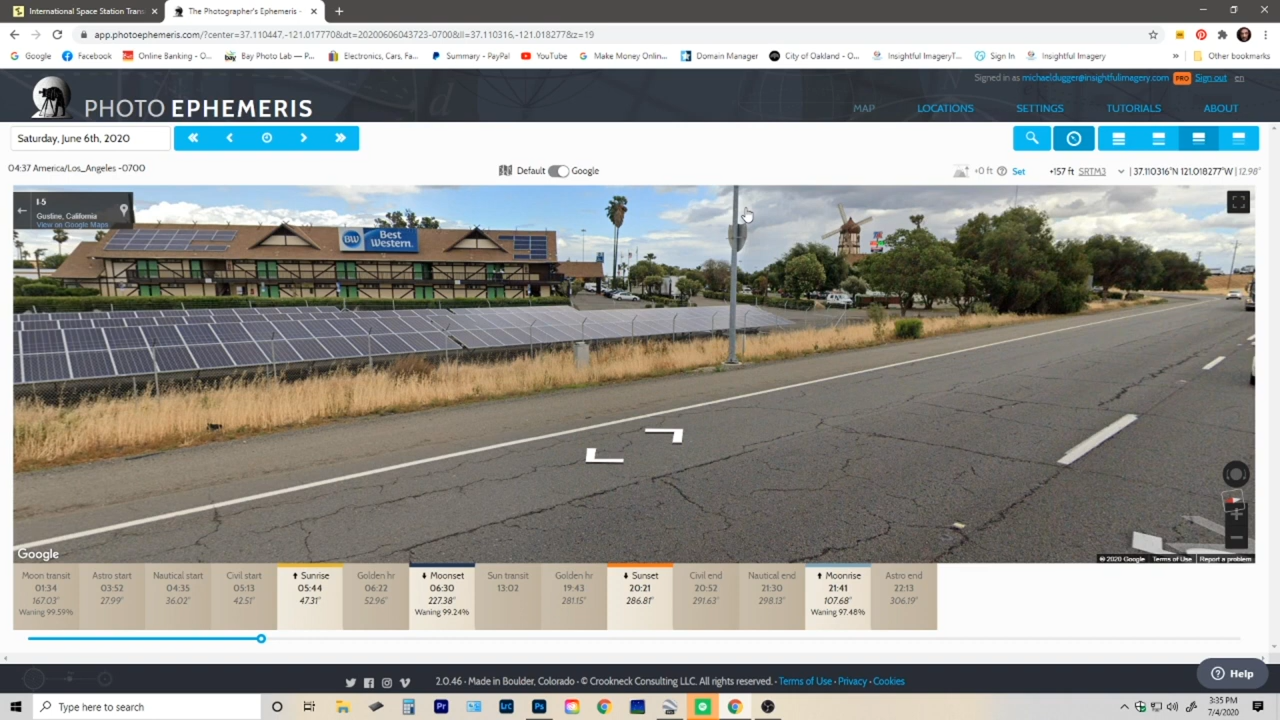 International Space Station Tran
The Photographer's Ephemeris -
app.photoephemeris.com/?center=37.110447,-121.017770&dt=20200606043723-0700&ll=37.110316,-121.018277&z=19
Google
Facebook
Online Banking - O...
Bay Photo Lab — P...
Electronics, Cars, Fa...
Summary - PayPal
YouTube
Make Money Onlin...
Domain Manager
City of Oakland - O...
Insightful ImageryT...
Sign In
Insightful Imagery
Other bookmarks
Signed in as michaeldugger@insightfulimagery.com PRO Sign out en
PHOTO EPHEMERIS
MAP LOCATIONS SETTINGS TUTORIALS ABOUT
Saturday, June 6th, 2020
04:37 America/Los_Angeles -0700
Default Google
+0 ft Set +157 ft SRTM3 37.110316°N 121.018277°W | 12.98°
I-5
Gustine, California
View on Google Maps
BW Best Western.
Google
© 2020 Google Terms of Use Report a problem
Moon transit
01:34
167.03°
Waning 99.59%
Astro start
03:52
27.99°
Nautical start
04:35
36.02°
Civil start
05:13
42.51°
Sunrise
05:44
47.31°
Golden hr
06:22
52.96°
Moonset
06:30
227.38°
Waning 99.24%
Sun transit
13:02
Golden hr
19:43
281.15°
Sunset
20:21
286.81°
Civil end
20:52
291.62°
Nautical end
21:30
298.13°
Moonrise
21:41
107.68°
Waning 97.48%
Astro end
22:13
306.19°
2.0.46 - Made in Boulder, Colorado - © Crookneck Consulting LLC. All rights reserved. - Terms of Use - Privacy - Cookies
Help
Type here to search
3:35 PM
7/4/2020